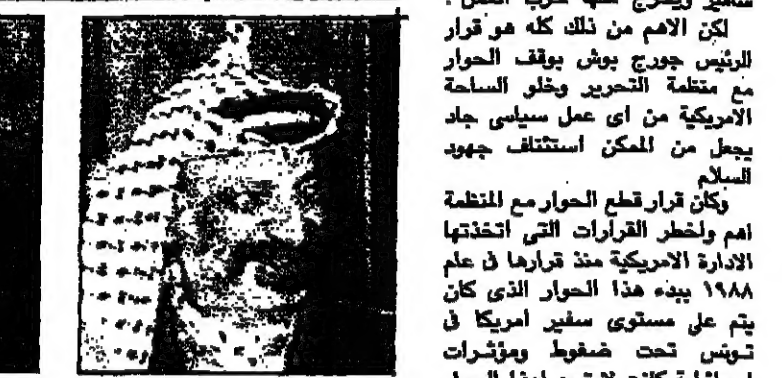 لكن الاهم من ذلك كله هو قرار
الرئيس جورج بوش بوقف الحوار
مع منظمة التحرير وخلو الساحة
الامريكية من اى عمل سياسى جاد
يجعل من الممكن استئناف جهود
السلام
وكان قرار قطع الحوار مع المنظمة
اهم واخطر القرارات التى اتخذتها
الادارة الامريكية منذ قرارها فى عام
١٩٨٨ ببدء هذا الحوار الذى كان
يتم على مستوى سفير امريكا فى
تونس تحت ضغوط ومؤثرات